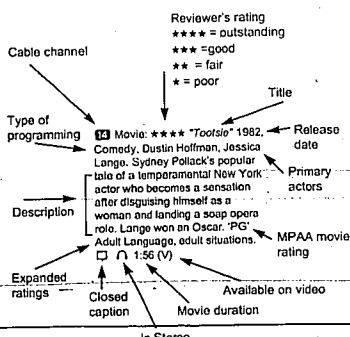 Reviewer's rating
★★★★ = outstanding
★★★ =good
★★ = fair
★ = poor
Cable channel
Title
Type of
programming
14 Movie: ★★★★ "Tootsie" 1982,
Comedy, Dustin Hoffman, Jessica
Lange. Sydney Pollack's popular
tale of a temperamental New York
actor who becomes a sensation
after disguising himself as a
woman and landing a soap opera
role. Lange won an Oscar. 'PG'
Adult Language, adult situations.
1:56 (V)
Release
date
Primary
actors
Description
MPAA movie
rating
Expanded
ratings
Closed
caption
Movie duration
Available on video
In Stereo